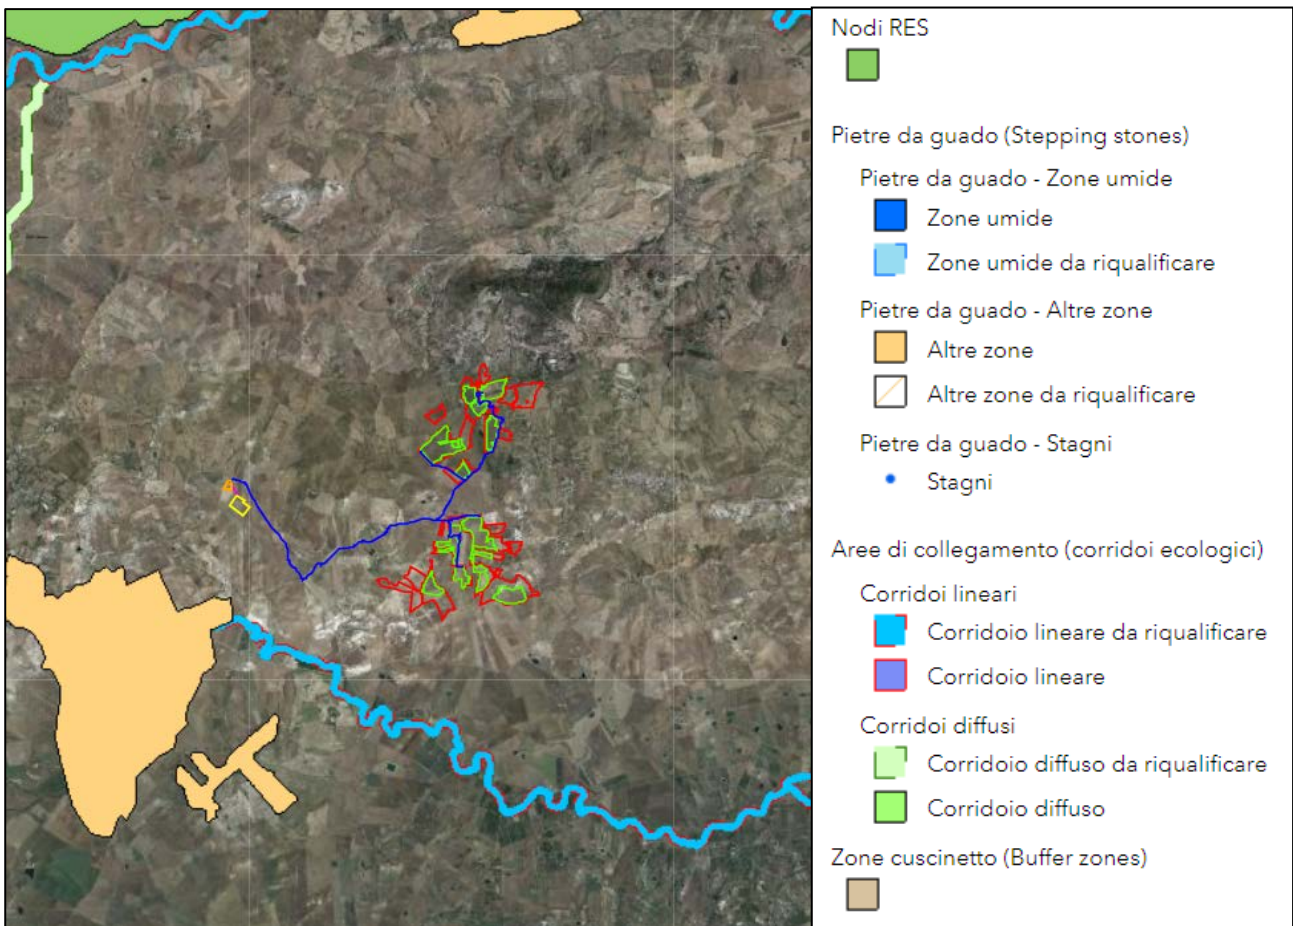 Nodi RES
Pietre da guado (Stepping stones)
Pietre da guado - Zone umide
Zone umide
Zone umide da riqualificare
Pietre da guado - Altre zone
Altre zone
Altre zone da riqualificare
Pietre da guado - Stagni
Stagni
Aree di collegamento (corridoi ecologici)
Corridoi lineari
Corridoio lineare da riqualificare
Corridoio lineare
Corridoi diffusi
Corridoio diffuso da riqualificare
Corridoio diffuso
Zone cuscinetto (Buffer zones)